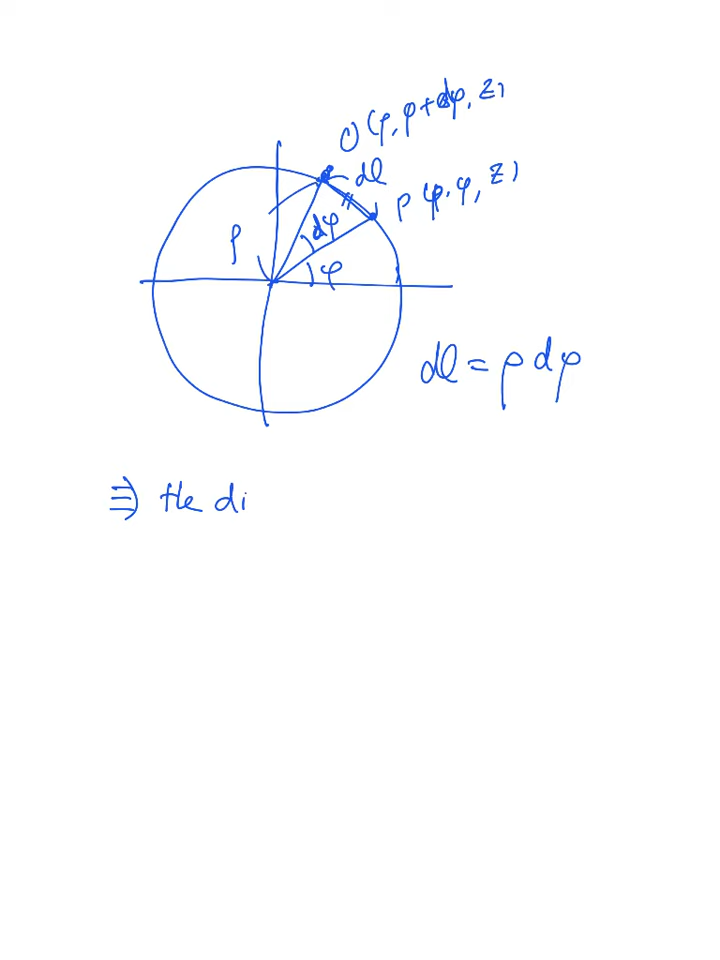 (ρ, φ+dφ, z)
dl
P (ρ, φ, z)
dφ
ρ
φ
dl = ρ dφ
⇒ the di